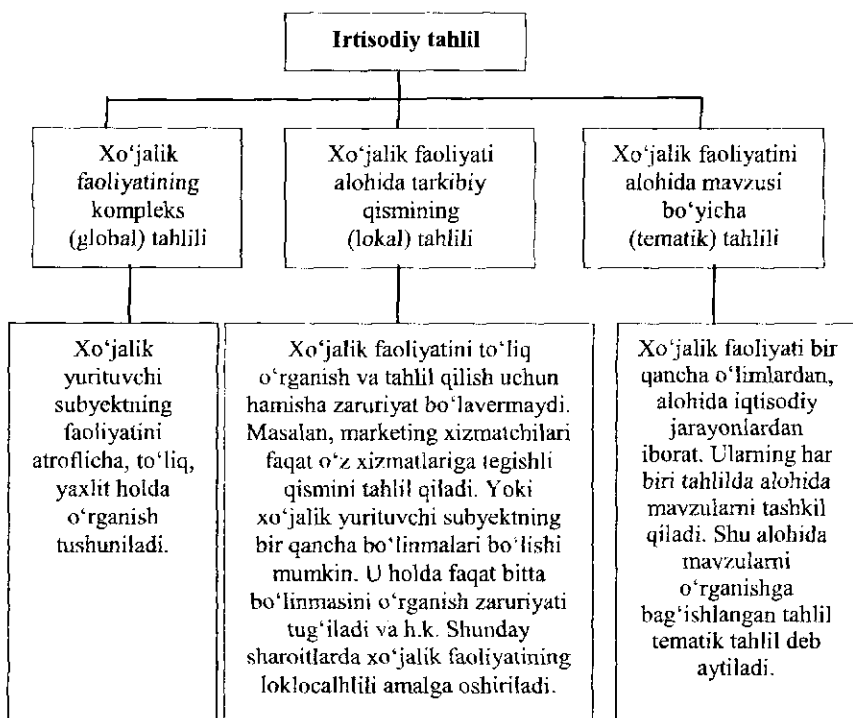 Irtisodiy tahlil
Xo‘jalik
faoliyatining
kompleks
(global) tahlili
Xo‘jalik faoliyati
alohida tarkibiy
qismining
(lokal) tahlili
Xo‘jalik faoliyatini
alohida mavzusi
bo‘yicha
(tematik) tahlili
Xo‘jalik
yurituvchi
subyektning
faoliyatini
atroflicha, to‘liq,
yaxlit holda
o‘rganish
tushuniladi.
Xo‘jalik faoliyatini to‘liq
o‘rganish va tahlil qilish uchun
hamisha zaruriyat bo‘lavermaydi.
Masalan, marketing xizmatchilari
faqat o‘z xizmatlariga tegishli
qismini tahlil qiladi. Yoki
xo‘jalik yurituvchi subyektning
bir qancha bo‘linmalari bo‘lishi
mumkin. U holda faqat bitta
bo‘linmasini o‘rganish zaruriyati
tug‘iladi va h.k. Shunday
sharoitlarda xo‘jalik faoliyatining
loklocalhlili amalga oshiriladi.
Xo‘jalik faoliyati bir
qancha o‘limlardan,
alohida iqtisodiy
jarayonlardan
iborat. Ularning har
biri tahlilda alohida
mavzularni tashkil
qiladi. Shu alohida
mavzularni
o‘rganishga
bag‘ishlangan tahlil
tematik tahlil deb
aytiladi.